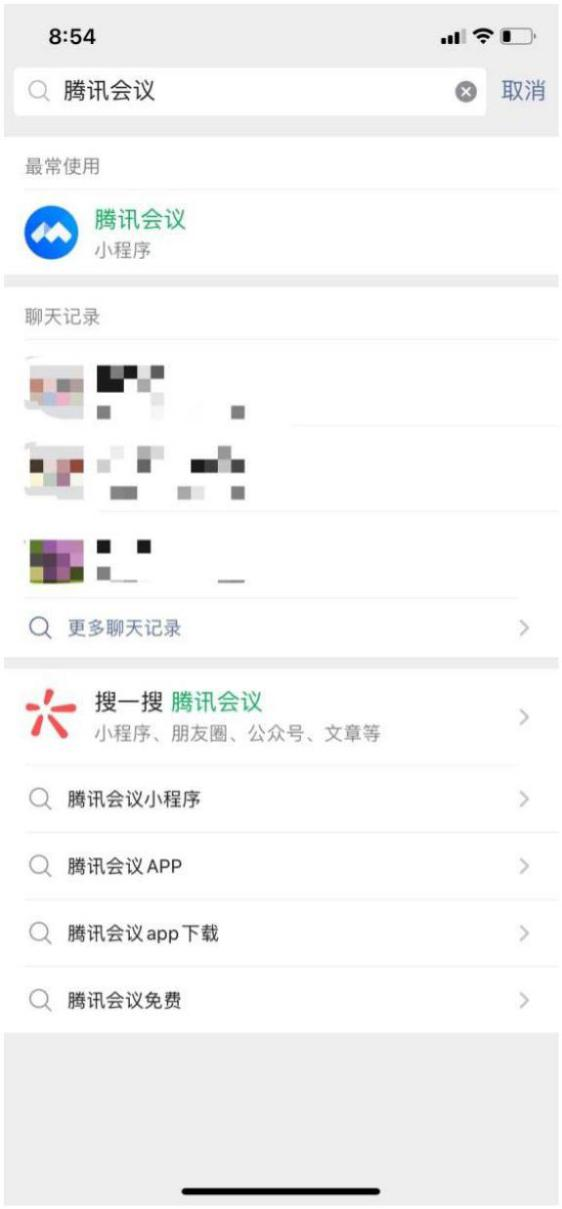 8:54
腾讯会议
取消
最常使用
腾讯会议
小程序
聊天记录
更多聊天记录
搜一搜 腾讯会议
小程序、朋友圈、公众号、文章等
腾讯会议小程序
腾讯会议APP
腾讯会议app下载
腾讯会议免费